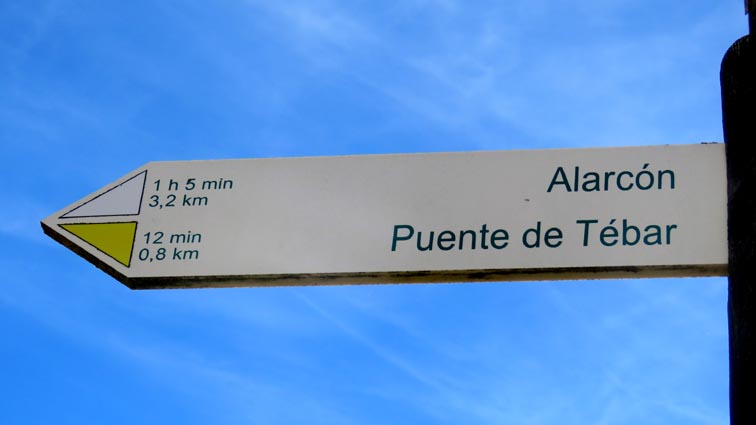 1 h 5 min
3,2 km
Alarcón
12 min
0,8 km
Puente de Tébar